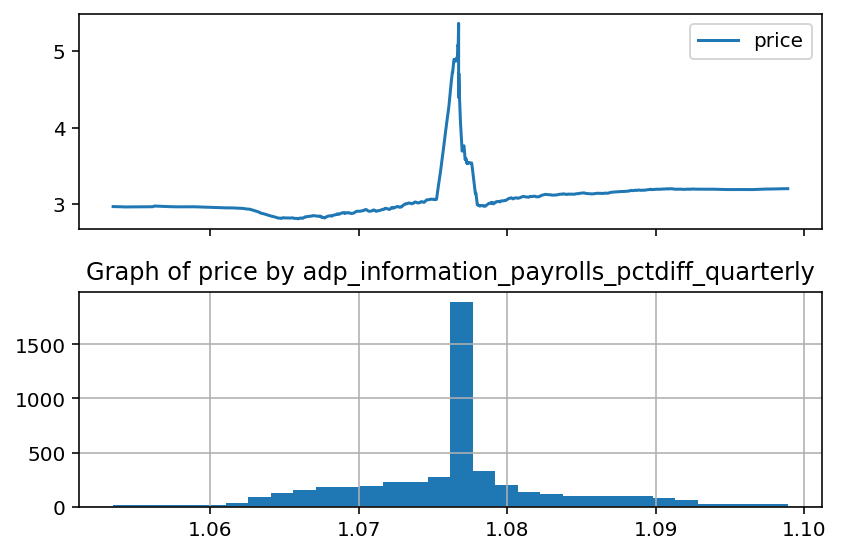 5
4
3
price
Graph of price by adp_information_payrolls_pctdiff_quarterly
1500
1000
500
0
1.06 1.07 1.08 1.09 1.10